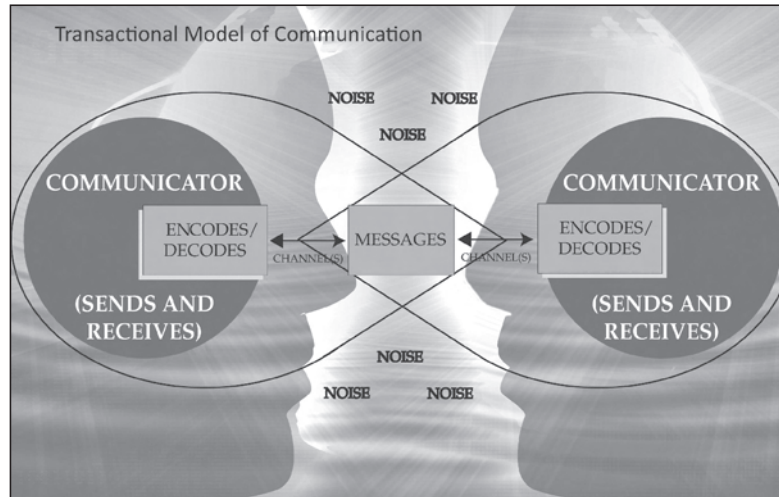 Transactional Model of Communication
NOISE NOISE
NOISE
COMMUNICATOR
ENCODES/
DECODES
(SENDS AND
RECEIVES)
CHANNEL(S)
MESSAGES
CHANNEL(S)
COMMUNICATOR
ENCODES/
DECODES
(SENDS AND
RECEIVES)
NOISE
NOISE NOISE